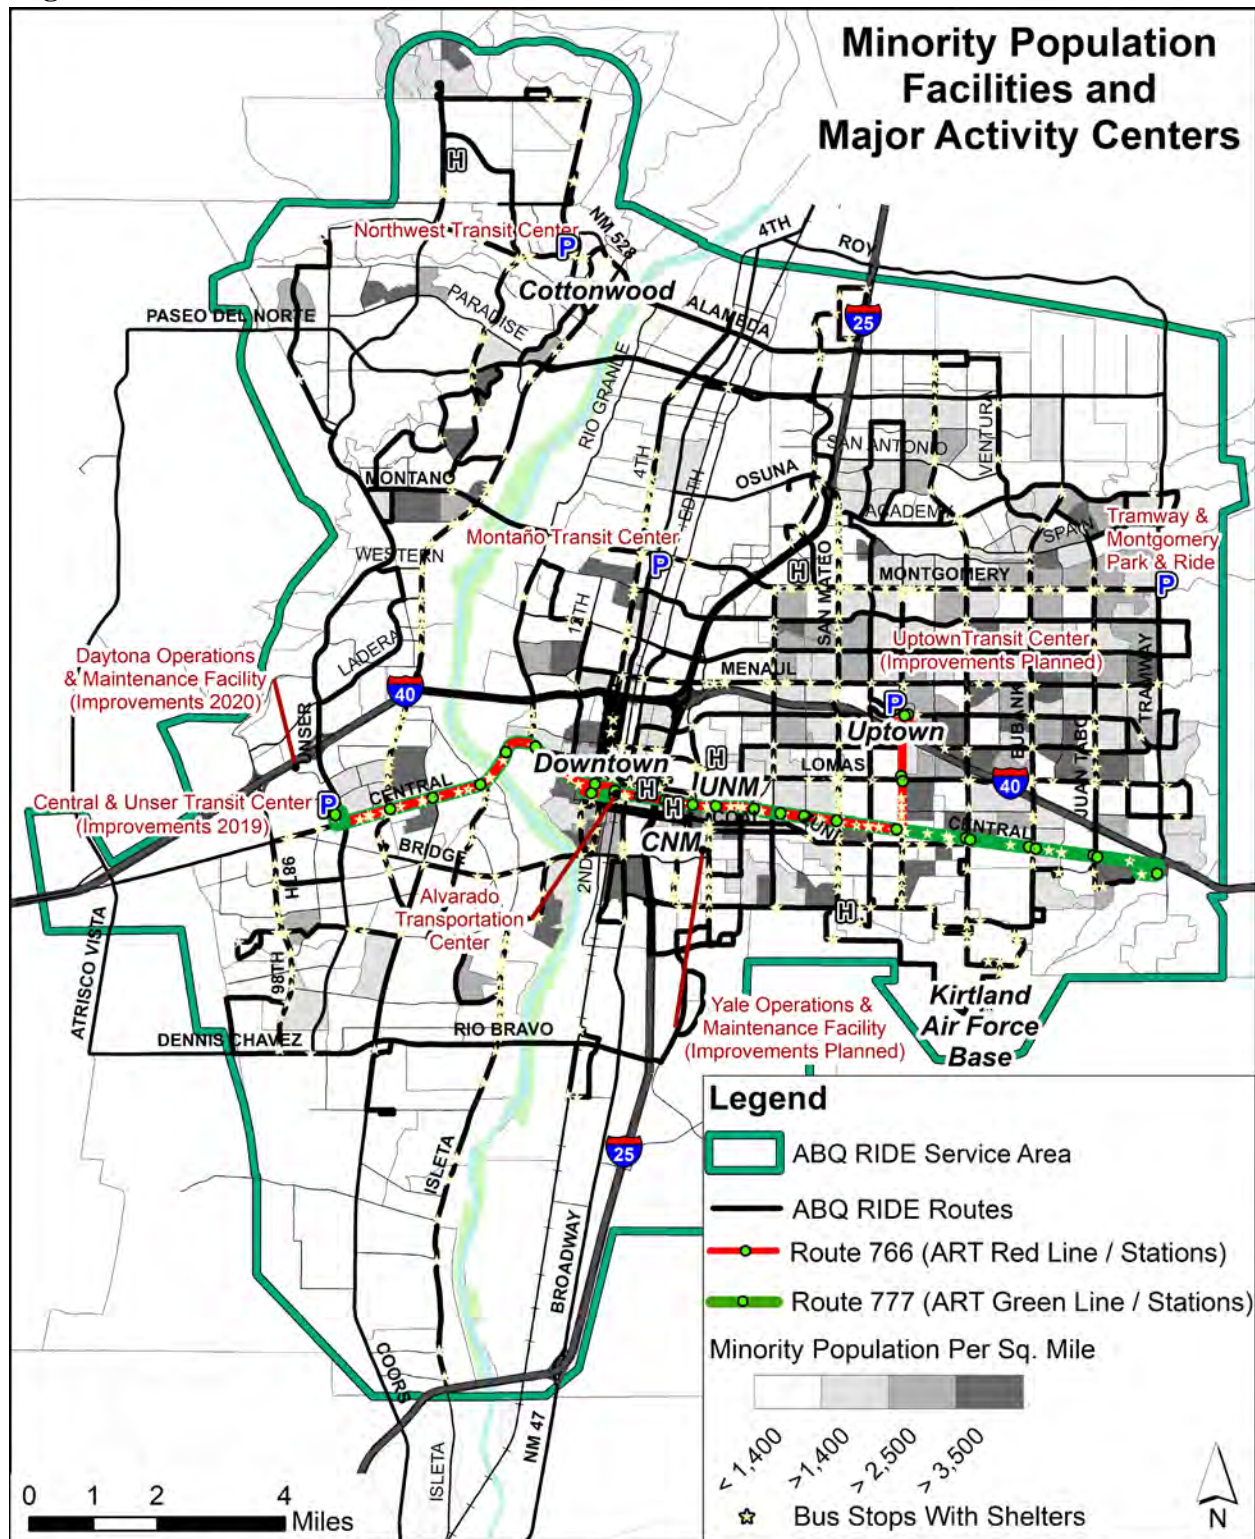 Minority Population
Facilities and
Major Activity Centers
H
Northwest Transit Center
P
NM 528
4TH
ROY
Cottonwood
PASEO DEL NORTE
PARADISE
ALAMEDA
25
RIO GRANDE
SAN ANTONIO
VENTURA
4TH
EDITH
OSUNA
MONTANO
ACADEMY
SPAIN
Tramway &
Montgomery
Park & Ride
P
Montaño Transit Center
P
WESTERN
H
SAN MATEO
MONTGOMERY
12TH
LADERA
Daytona Operations
& Maintenance Facility
(Improvements 2020)
UptownTransit Center
(Improvements Planned)
MENAUL
40
P
Uptown
EUBANK
JUAN TABO
TRAMWAY
UNSER
Downtown
H
UNM
LOMAS
40
Central & Unser Transit Center
(Improvements 2019)
P
CENTRAL
H
H
CNM
CENTRAL
BRIDGE
2ND
98TH
Alvarado
Transportation
Center
H
ATRISCO VISTA
98TH
Kirtland
Air Force
Base
DENNIS CHAVEZ
RIO BRAVO
Yale Operations &
Maintenance Facility
(Improvements Planned)
25
ISLETA
BROADWAY
COORS
NM 47
ISLETA
Legend
ABQ RIDE Service Area
ABQ RIDE Routes
Route 766 (ART Red Line / Stations)
Route 777 (ART Green Line / Stations)
Minority Population Per Sq. Mile
< 1,400
>1,400
> 2,500
> 3,500
Bus Stops With Shelters
0 1 2 4
Miles
N